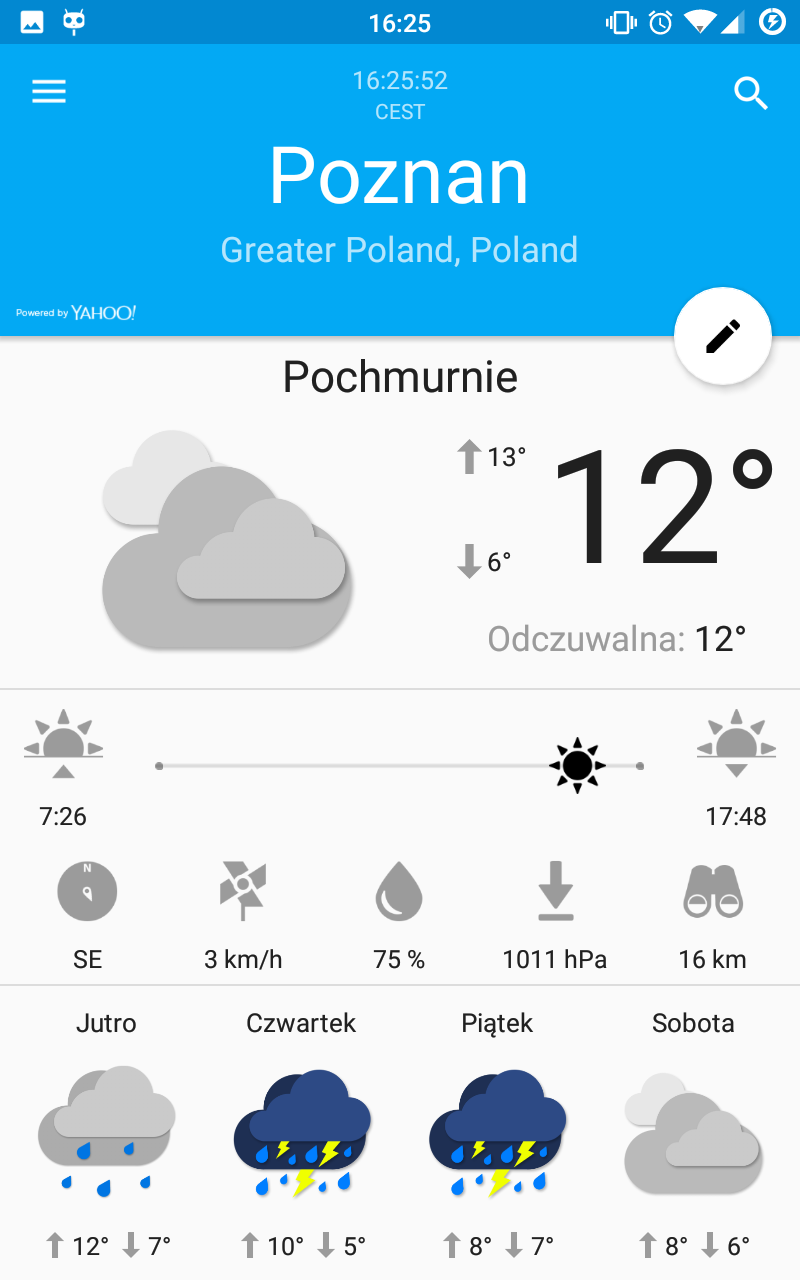 16:25
16:25:52
CEST
Poznan
Greater Poland, Poland
Powered by YAHOO!
Pochmurnie
13°
12°
6°
Odczuwalna: 12°
7:26
17:48
N
SE
3 km/h
75 %
1011 hPa
16 km
Jutro
Czwartek
Piątek
Sobota
12° 7°
10° 5°
8° 7°
8° 6°